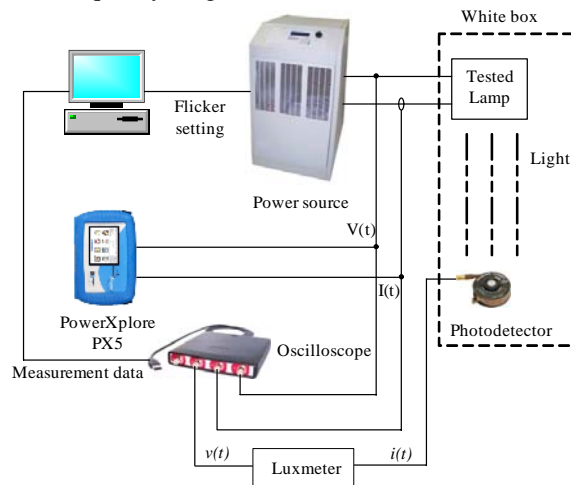 White box
Tested
Lamp
Flicker
setting
Light
Power source
V(t)
I(t)
PowerXplore
PX5
Photodetector
Oscilloscope
Measurement data
v(t)
i(t)
Luxmeter